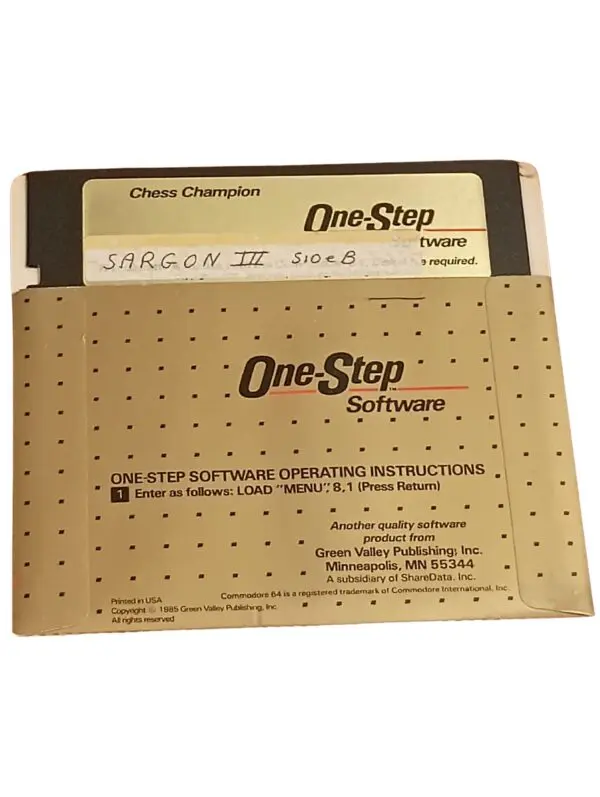 Chess Champion
One-Step
Software
SARGON III SIDE B
required.
One-Step™
Software
ONE-STEP SOFTWARE OPERATING INSTRUCTIONS
1 Enter as follows: LOAD "MENU",8,1 (Press Return)
Another quality software
product from
Green Valley Publishing, Inc.
Minneapolis, MN 55344
A subsidiary of ShareData, Inc.
Printed in USA
Commodore 64 is a registered trademark of Commodore International, Inc.
Copyright © 1985 Green Valley Publishing, Inc.
All rights reserved